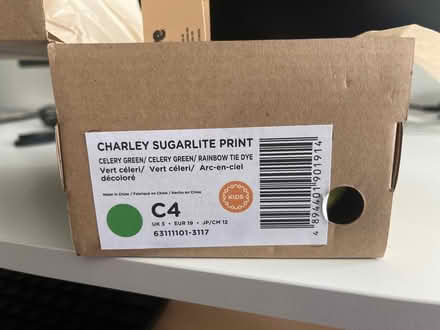 CHARLEY SUGARLITE PRINT
CELERY GREEN/ CELERY GREEN/ RAINBOW TIE DYE
Vert céleri/ Vert céleri/ Arc-en-ciel
décoloré
Made in China / Fabriqué en Chine / Hecho en China
C4
KIDS
UK 3 • EUR 19 • JP/CM 12
63111101-3117
4 894401 901914